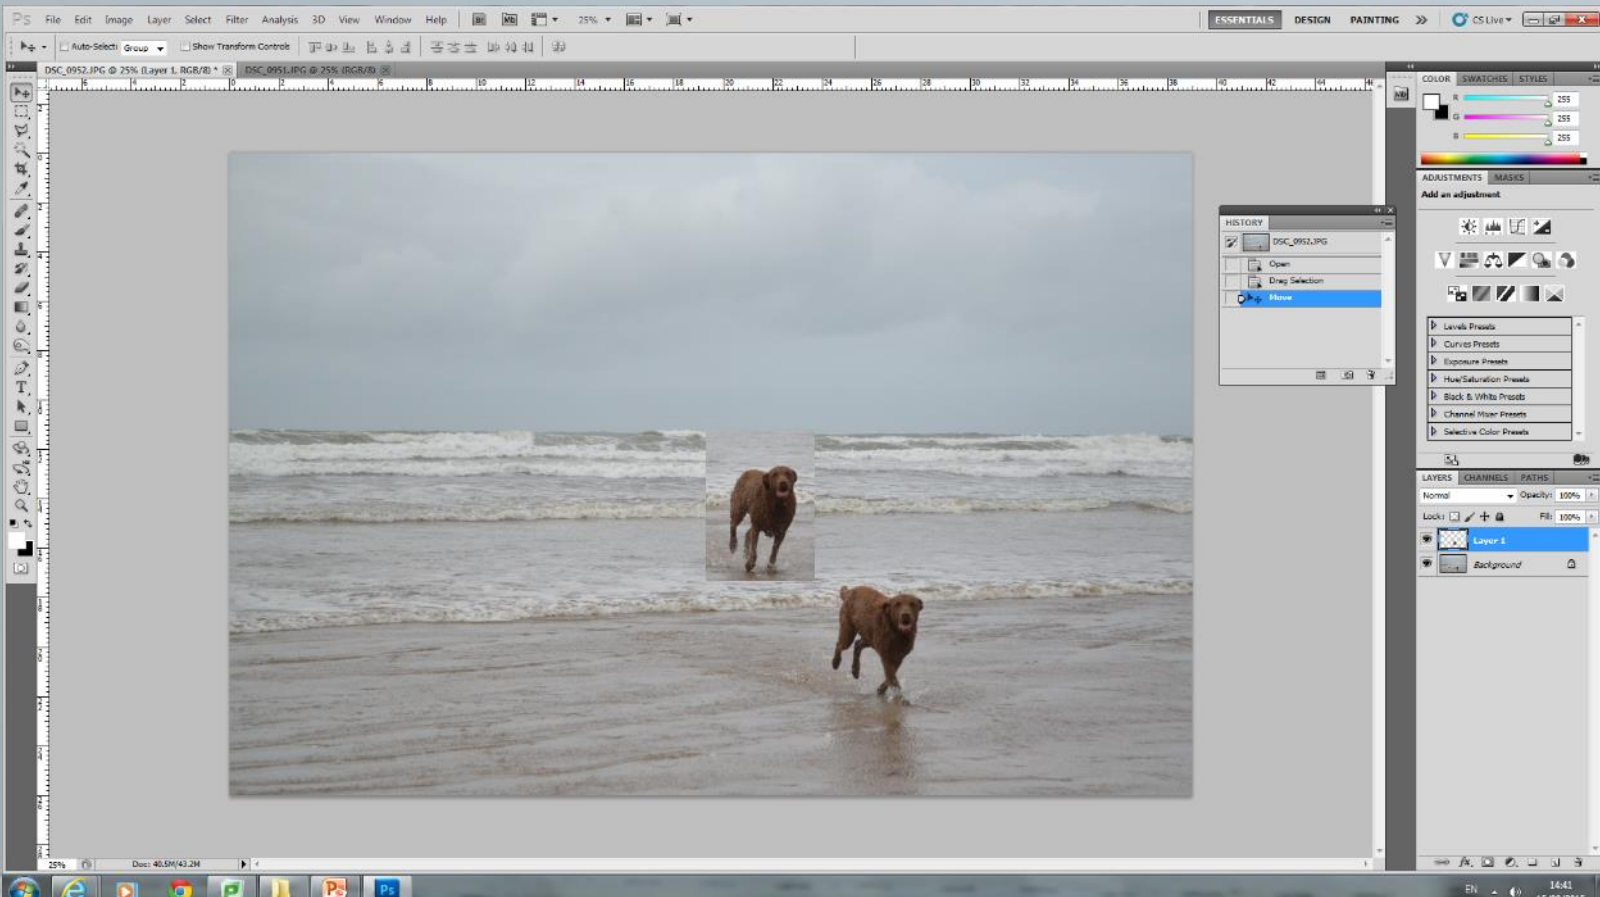 Ps File Edit Image Layer Select Filter Analysis 3D View Window Help Br Mb 25% ESSENTIALS DESIGN PAINTING CS Live
Auto-Select: Group Show Transform Controls
DSC_0952.JPG @ 25% (Layer 1, RGB/8) * DSC_0951.JPG @ 25% (RGB/8)
COLOR SWATCHES STYLES
R 255
G 255
B 255
ADJUSTMENTS MASKS
Add an adjustment
HISTORY
DSC_0952.JPG
Open
Drag Selection
Move
Levels Presets
Curves Presets
Exposure Presets
Hue/Saturation Presets
Black & White Presets
Channel Mixer Presets
Selective Color Presets
LAYERS CHANNELS PATHS
Normal Opacity: 100%
Lock: Fill: 100%
Layer 1
Background
25% Doc: 40.5M/43.2M
Ps
EN 14:41